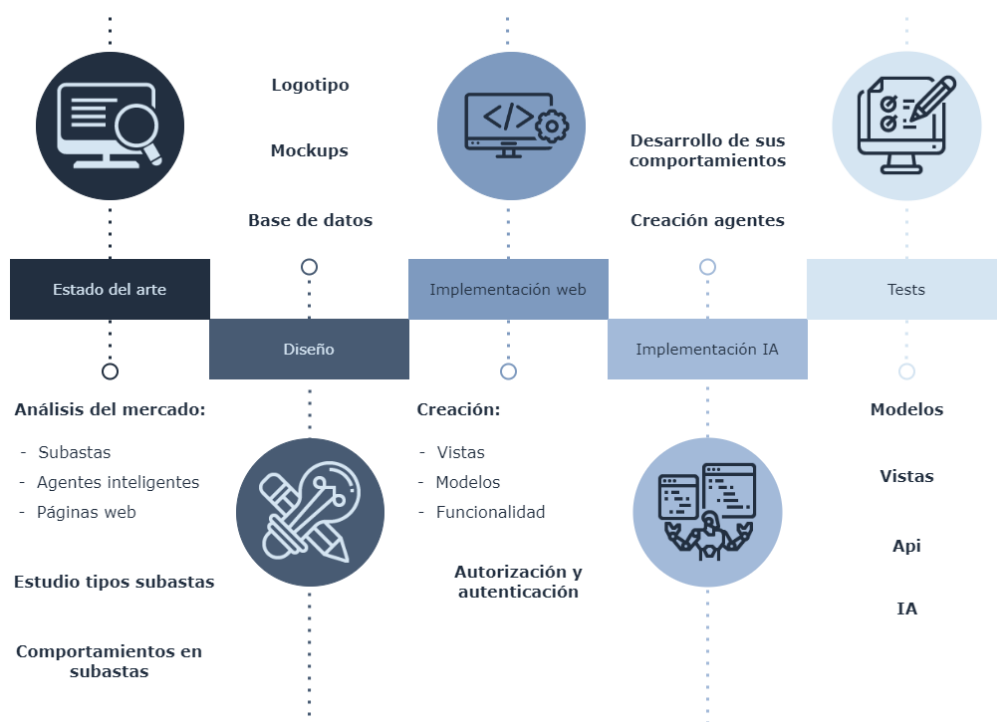 Logotipo
Mockups
Base de datos
Desarrollo de sus
comportamientos
Creación agentes
Estado del arte
Diseño
Implementación web
Implementación IA
Tests
Análisis del mercado:
- Subastas
- Agentes inteligentes
- Páginas web
Estudio tipos subastas
Comportamientos en
subastas
Creación:
- Vistas
- Modelos
- Funcionalidad
Autorización y
autenticación
Modelos
Vistas
Api
IA